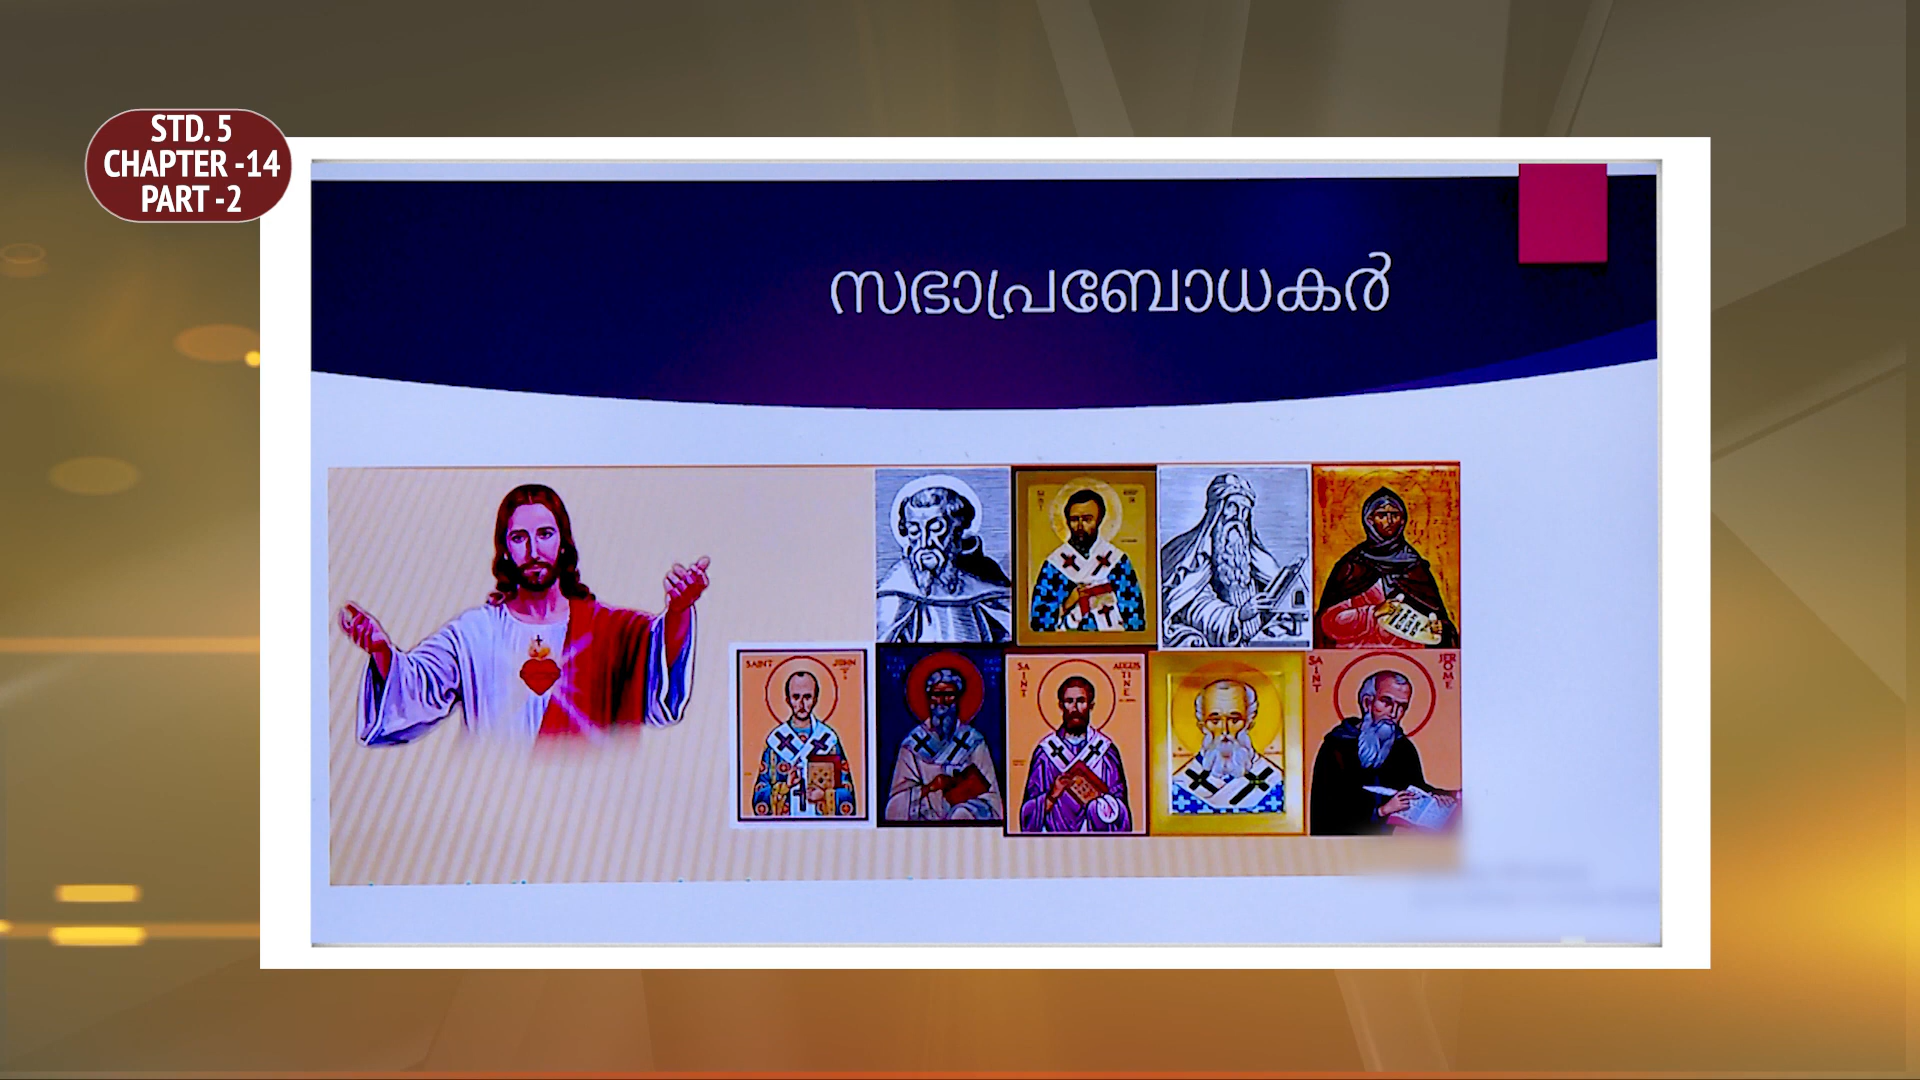 STD. 5
CHAPTER -14
PART -2
സഭാപ്രബോധകർ
SAINT JOHN
SAINT AUGUSTINE
SAINT JEROME